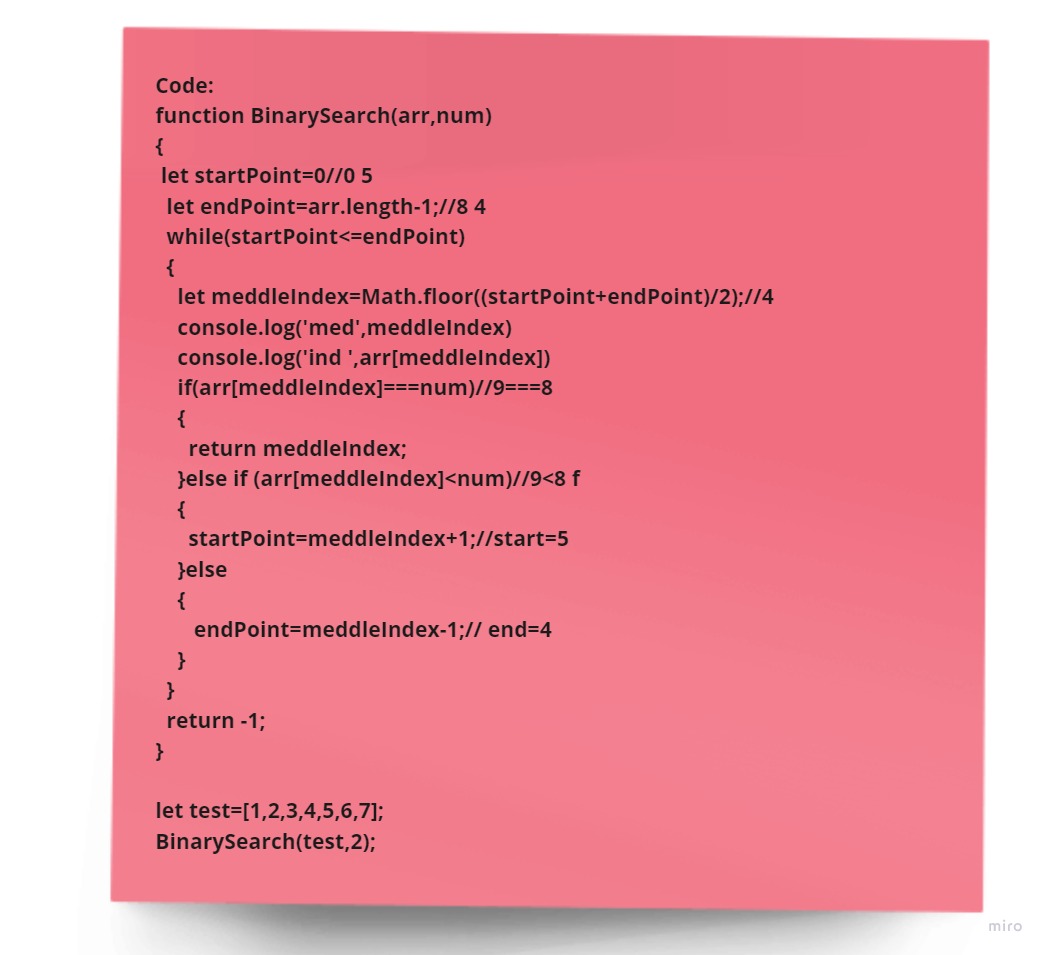 Code:
function BinarySearch(arr,num)
{
let startPoint=0//0 5
let endPoint=arr.length-1;//8 4
while(startPoint<=endPoint)
{
let meddleIndex=Math.floor((startPoint+endPoint)/2);//4
console.log('med',meddleIndex)
console.log('ind ',arr[meddleIndex])
if(arr[meddleIndex]===num)//9===8
{
return meddleIndex;
}else if (arr[meddleIndex]<num)//9<8 f
{
startPoint=meddleIndex+1;//start=5
}else
{
endPoint=meddleIndex-1;// end=4
}
}
return -1;
}
let test=[1,2,3,4,5,6,7];
BinarySearch(test,2);
miro